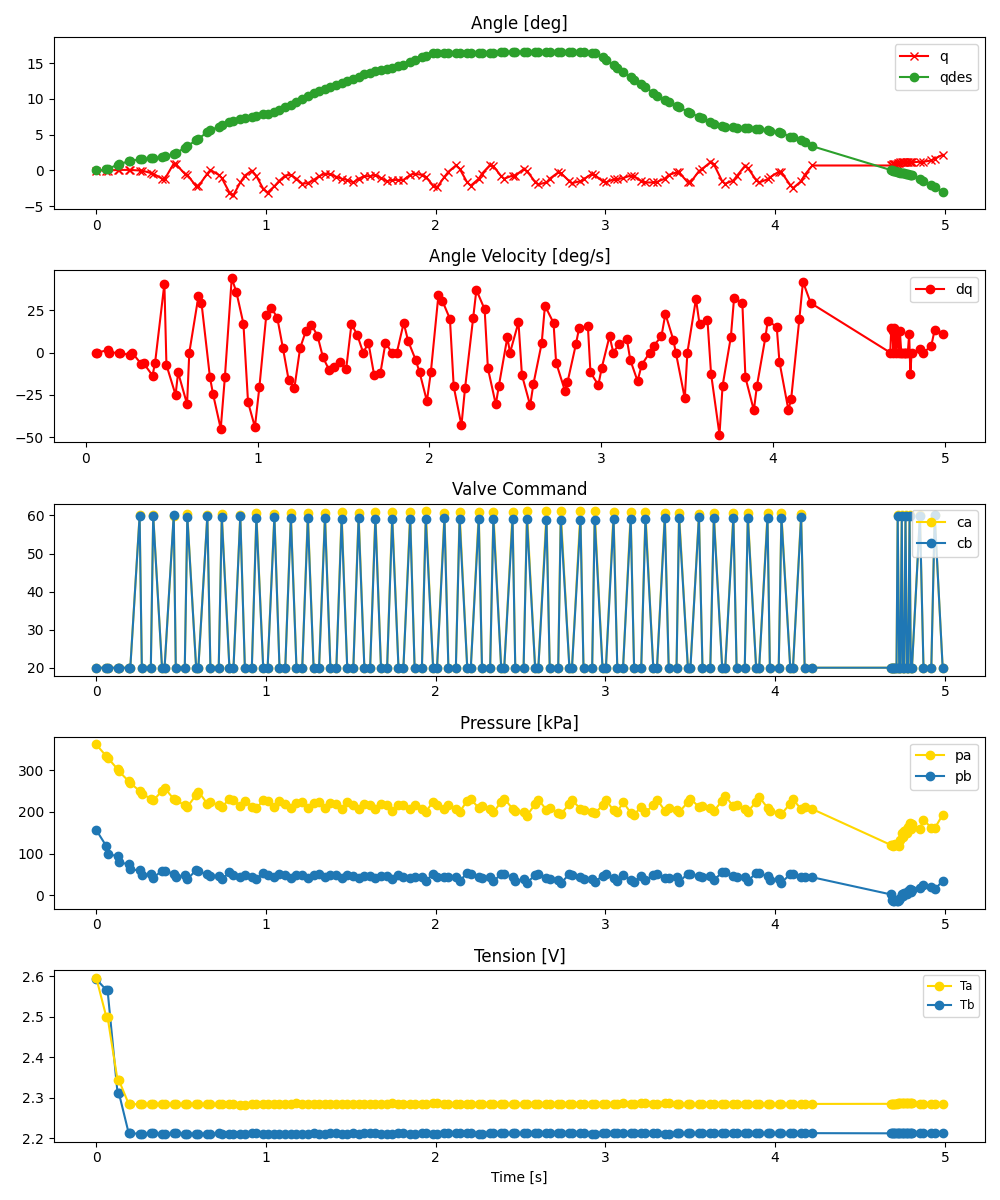 Angle [deg]
15
10
5
0
−5
q
qdes
0 1 2 3 4 5
Angle Velocity [deg/s]
25
0
−25
−50
dq
0 1 2 3 4 5
Valve Command
60
50
40
30
20
ca
cb
0 1 2 3 4 5
Pressure [kPa]
300
200
100
0
pa
pb
0 1 2 3 4 5
Tension [V]
2.6
2.5
2.4
2.3
2.2
Ta
Tb
0 1 2 3 4 5
Time [s]